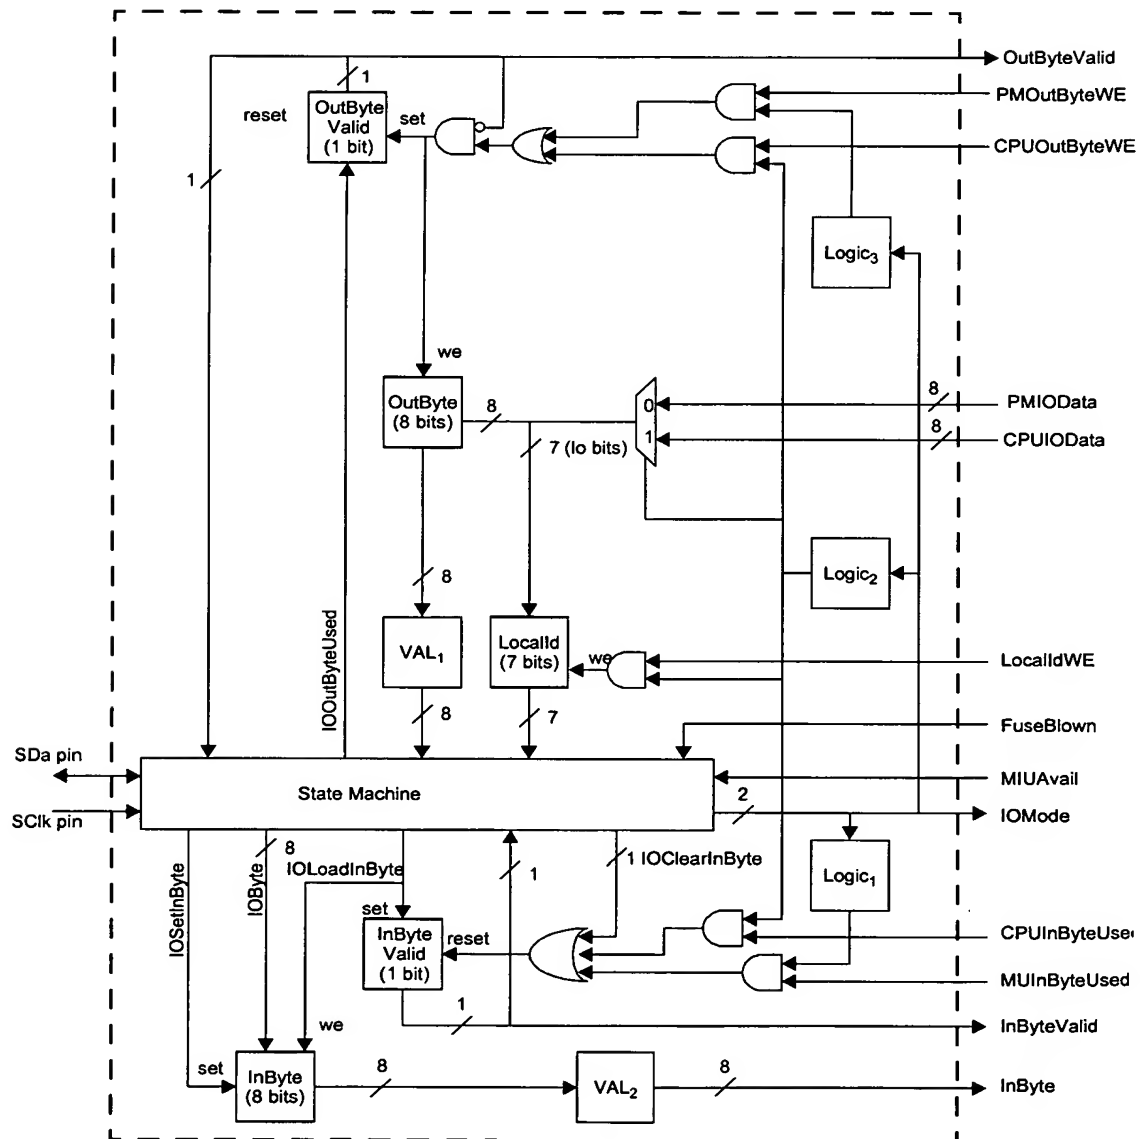 OutByteValid
1
PMOutByteWE
reset
OutByte
Valid
(1 bit)
set
CPUOutByteWE
1
Logic3
we
OutByte
(8 bits)
8
0
8
PMIOData
1
8
CPUIOData
7 (lo bits)
8
Logic2
IOOutByteUsed
VAL1
LocalId
(7 bits)
we
LocalIdWE
8
7
FuseBlown
SDa pin
State Machine
MIUAvail
2
SClk pin
IOMode
8
IOLoadInByte
1
1 IOClearInByte
IOSetInByte
IOByte
Logic1
set
InByte
Valid
(1 bit)
reset
CPUInByteUse
MUInByteUsed
1
we
InByteValid
set
InByte
(8 bits)
8
VAL2
8
InByte